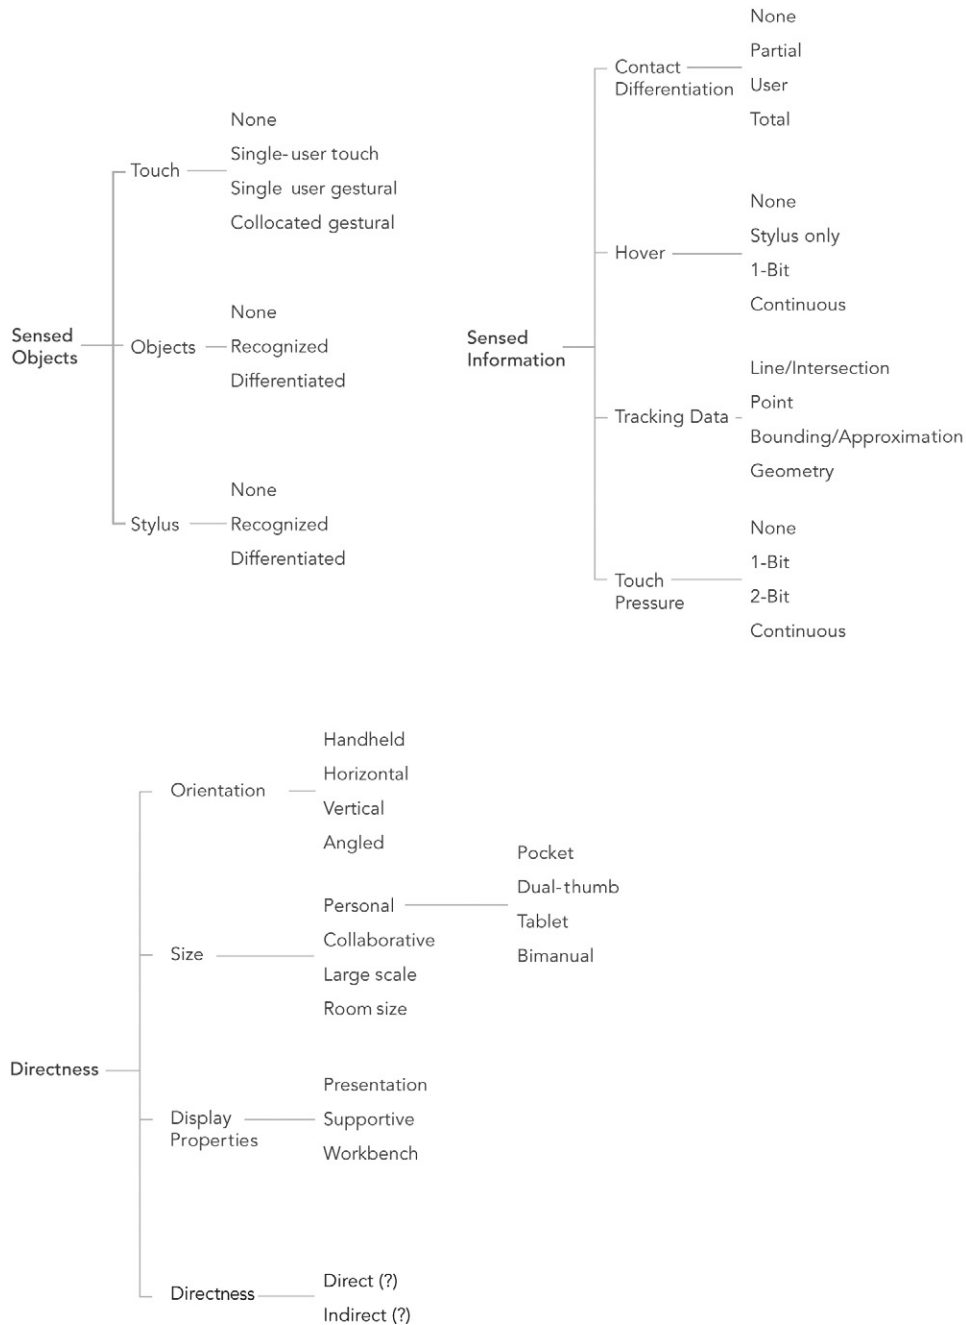 Sensed
Objects
Touch
None
Single-user touch
Single user gestural
Collocated gestural
Objects
None
Recognized
Differentiated
Stylus
None
Recognized
Differentiated
Sensed
Information
Contact
Differentiation
None
Partial
User
Total
Hover
None
Stylus only
1-Bit
Continuous
Tracking Data
Line/Intersection
Point
Bounding/Approximation
Geometry
Touch
Pressure
None
1-Bit
2-Bit
Continuous
Directness
Orientation
Handheld
Horizontal
Vertical
Angled
Size
Personal
Collaborative
Large scale
Room size
Pocket
Dual-thumb
Tablet
Bimanual
Display
Properties
Presentation
Supportive
Workbench
Directness
Direct (?)
Indirect (?)